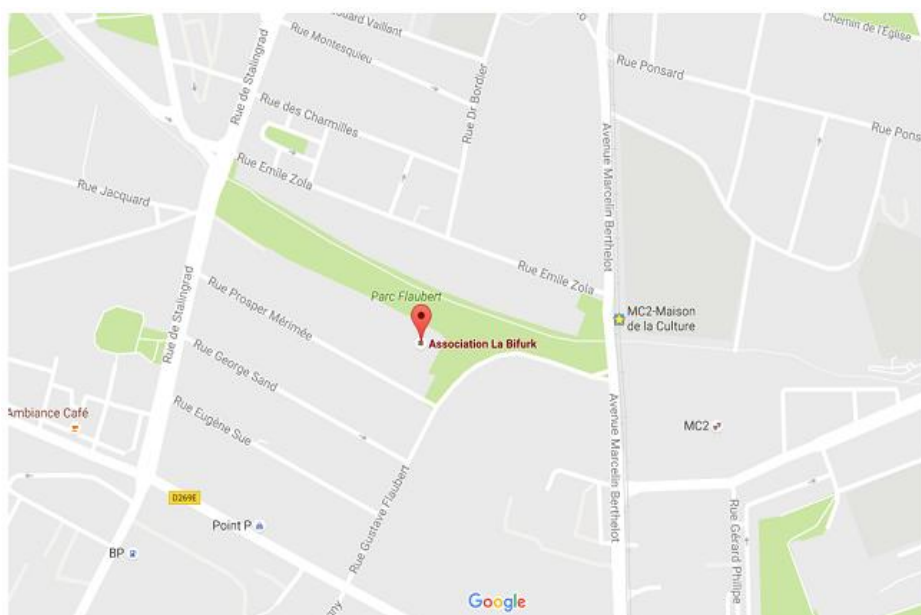 Édouard Vaillant
Chemin de l'Église
Rue Montesquieu
Rue de Stalingrad
Rue Ponsard
Rue Dr Bordier
Rue des Charmilles
Avenue Marcelin Berthelot
Rue Pons
Rue Emile Zola
Rue Jacquard
Rue Emile Zola
Parc Flaubert
Rue Prosper Mérimée
MC2-Maison
de la Culture
Association La Bifurk
Rue de Stalingrad
Rue George Sand
Rue Eugène Sue
Ambiance Café
Avenue Marcelin Berthelot
MC2
D269E
Rue Gustave Flaubert
Point P
Rue Gérard Philipe
BP
Google